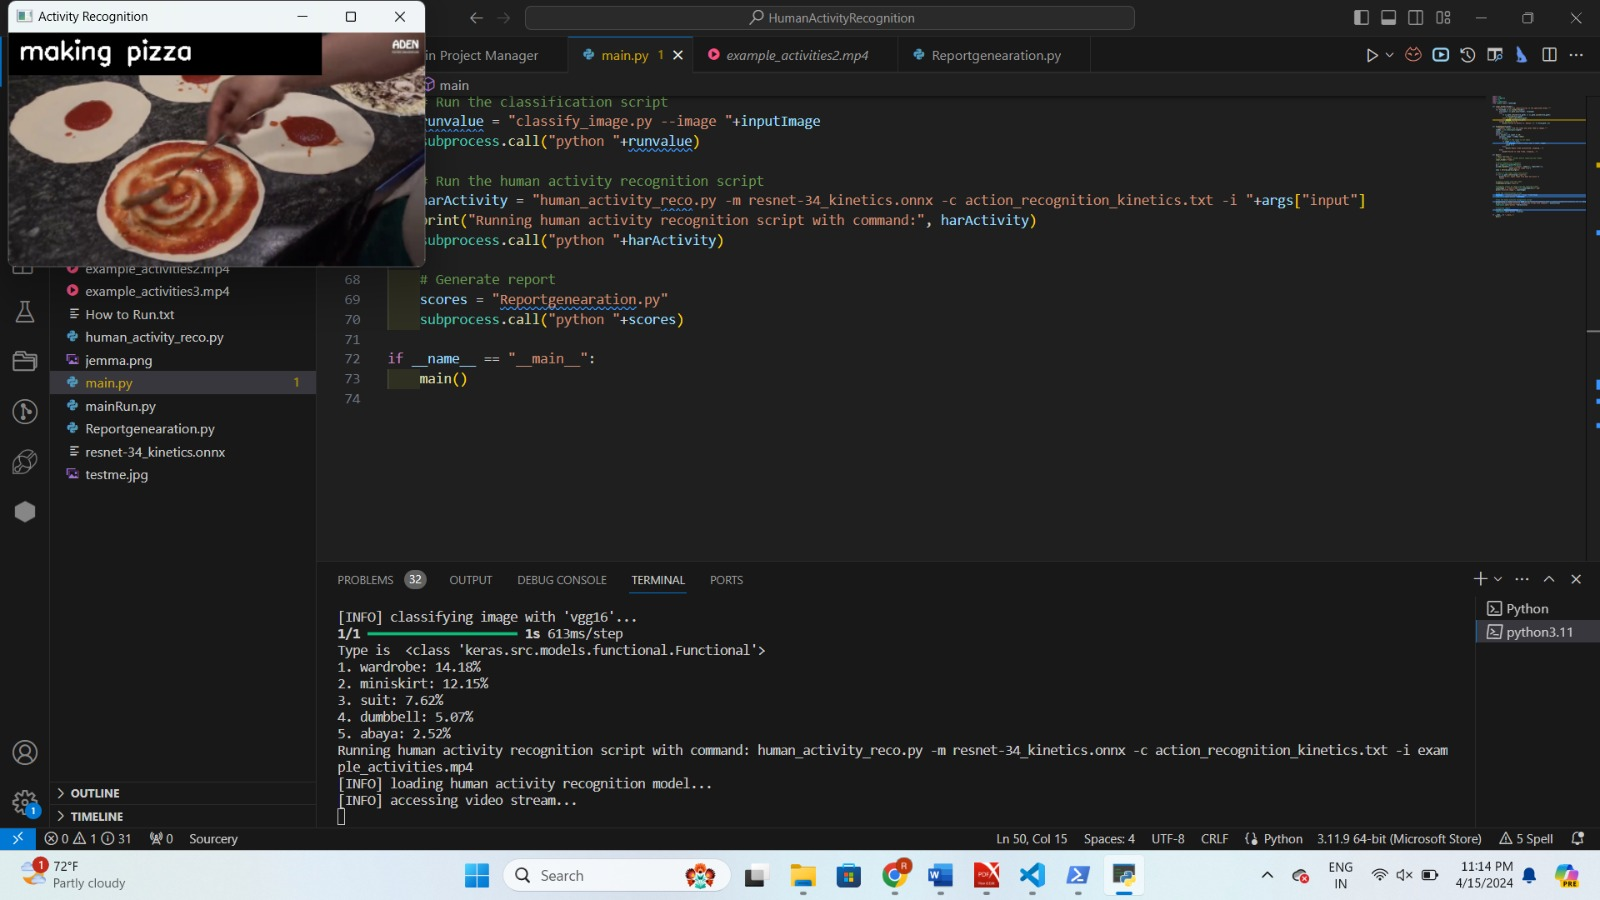 Activity Recognition
making pizza
ADEN
HumanActivityRecognition
in Project Manager
main.py 1
example_activities2.mp4
Reportgenearation.py
main
Run the classification script
runvalue = "classify_image.py --image "+inputImage
subprocess.call("python "+runvalue)
Run the human activity recognition script
harActivity = "human_activity_reco.py -m resnet-34_kinetics.onnx -c action_recognition_kinetics.txt -i "+args["input"]
print("Running human activity recognition script with command:", harActivity)
subprocess.call("python "+harActivity)
68 # Generate report
69 scores = "Reportgenearation.py"
70 subprocess.call("python "+scores)
71
72 if __name__ == "__main__":
73 main()
74
example_activities2.mp4
example_activities3.mp4
How to Run.txt
human_activity_reco.py
jemma.png
main.py 1
mainRun.py
Reportgenearation.py
resnet-34_kinetics.onnx
testme.jpg
OUTLINE
TIMELINE
PROBLEMS 32 OUTPUT DEBUG CONSOLE TERMINAL PORTS
Python
python3.11
[INFO] classifying image with 'vgg16'...
1/1 1s 613ms/step
Type is <class 'keras.src.models.functional.Functional'>
1. wardrobe: 14.18%
2. miniskirt: 12.15%
3. suit: 7.62%
4. dumbbell: 5.07%
5. abaya: 2.52%
Running human activity recognition script with command: human_activity_reco.py -m resnet-34_kinetics.onnx -c action_recognition_kinetics.txt -i exam
ple_activities.mp4
[INFO] loading human activity recognition model...
[INFO] accessing video stream...
1
0 1 31 0 Sourcery Ln 50, Col 15 Spaces: 4 UTF-8 CRLF Python 3.11.9 64-bit (Microsoft Store) 5 Spell
1 72°F
Partly cloudy
Search
R
ENG
IN
11:14 PM
4/15/2024
PRE